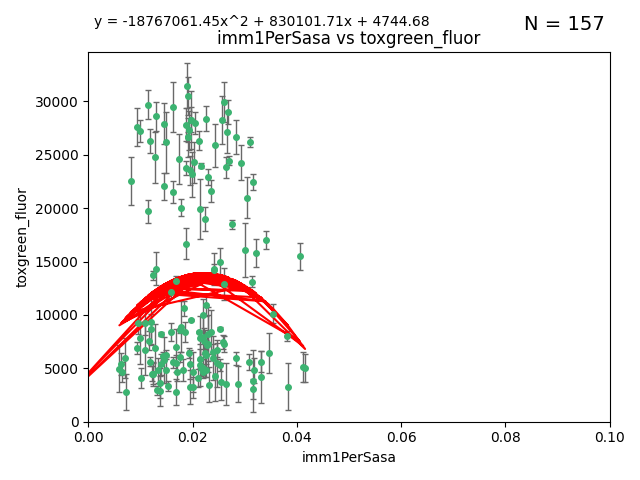 y = -18767061.45x^2 + 830101.71x + 4744.68
N = 157
imm1PerSasa vs toxgreen_fluor
toxgreen_fluor
30000
25000
20000
15000
10000
5000
0
0.00 0.02 0.04 0.06 0.08 0.10
imm1PerSasa